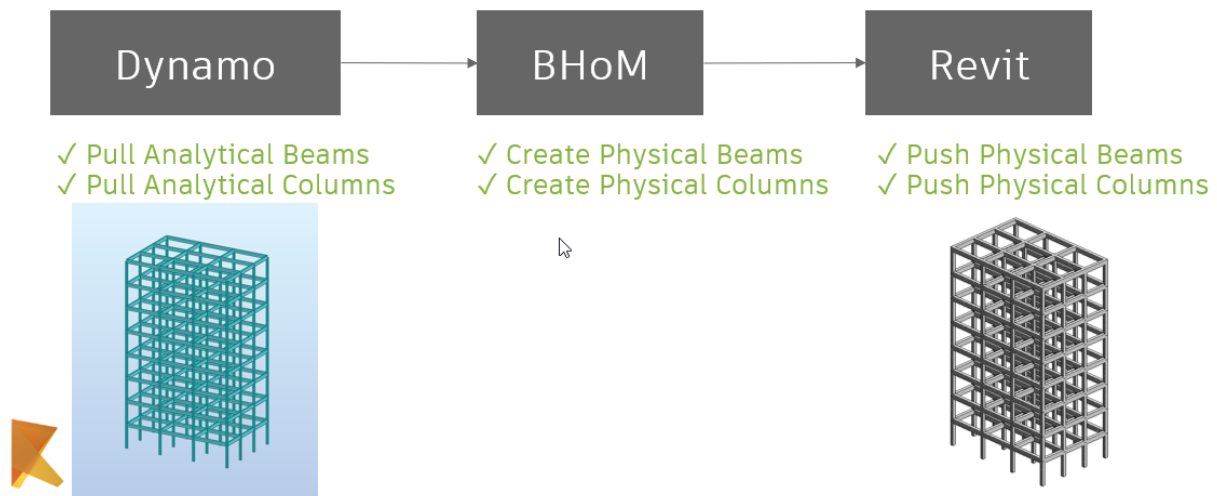 Dynamo
BHoM
Revit
✓ Pull Analytical Beams
✓ Pull Analytical Columns
✓ Create Physical Beams
✓ Create Physical Columns
✓ Push Physical Beams
✓ Push Physical Columns